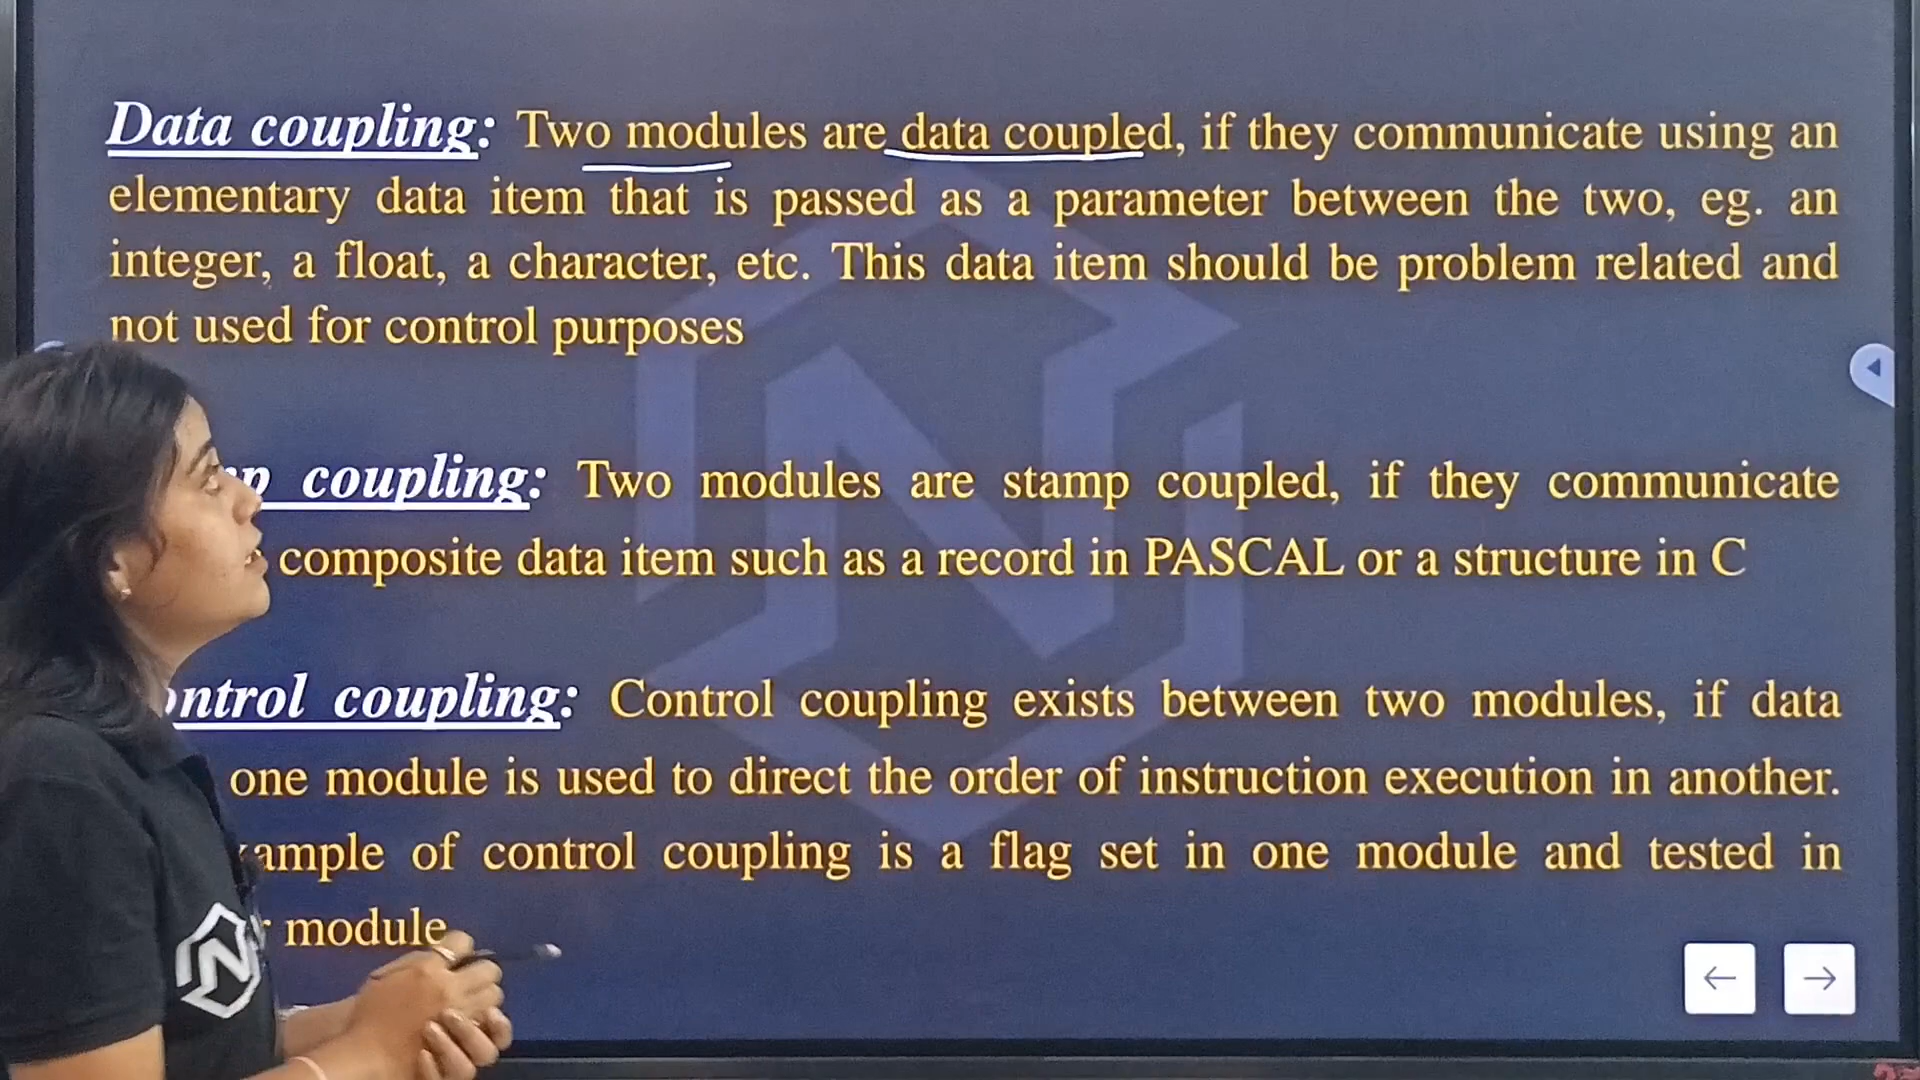 Data coupling: Two modules are data coupled, if they communicate using an
elementary data item that is passed as a parameter between the two, eg. an
integer, a float, a character, etc. This data item should be problem related and
not used for control purposes
coupling: Two modules are stamp coupled, if they communicate
composite data item such as a record in PASCAL or a structure in C
coupling: Control coupling exists between two modules, if data
one module is used to direct the order of instruction execution in another.
of control coupling is a flag set in one module and tested in
module